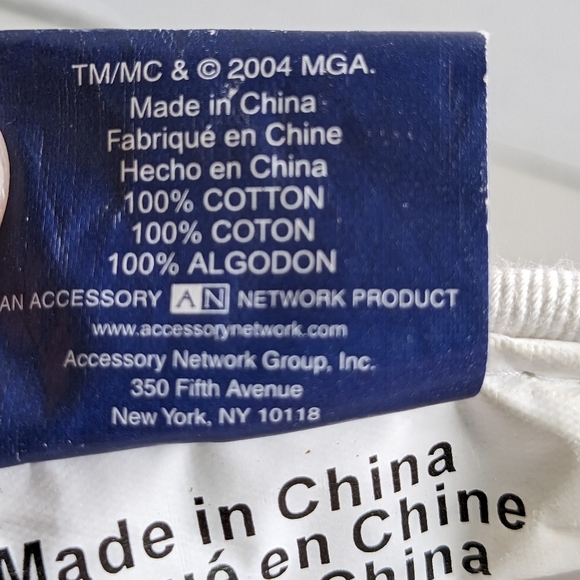 TM/MC & © 2004 MGA.
Made in China
Fabriqué en Chine
Hecho en China
100% COTTON
100% COTON
100% ALGODON
AN ACCESSORY AN NETWORK PRODUCT
www.accessorynetwork.com
Accessory Network Group, Inc.
350 Fifth Avenue
New York, NY 10118
Made in China
en Chine
China